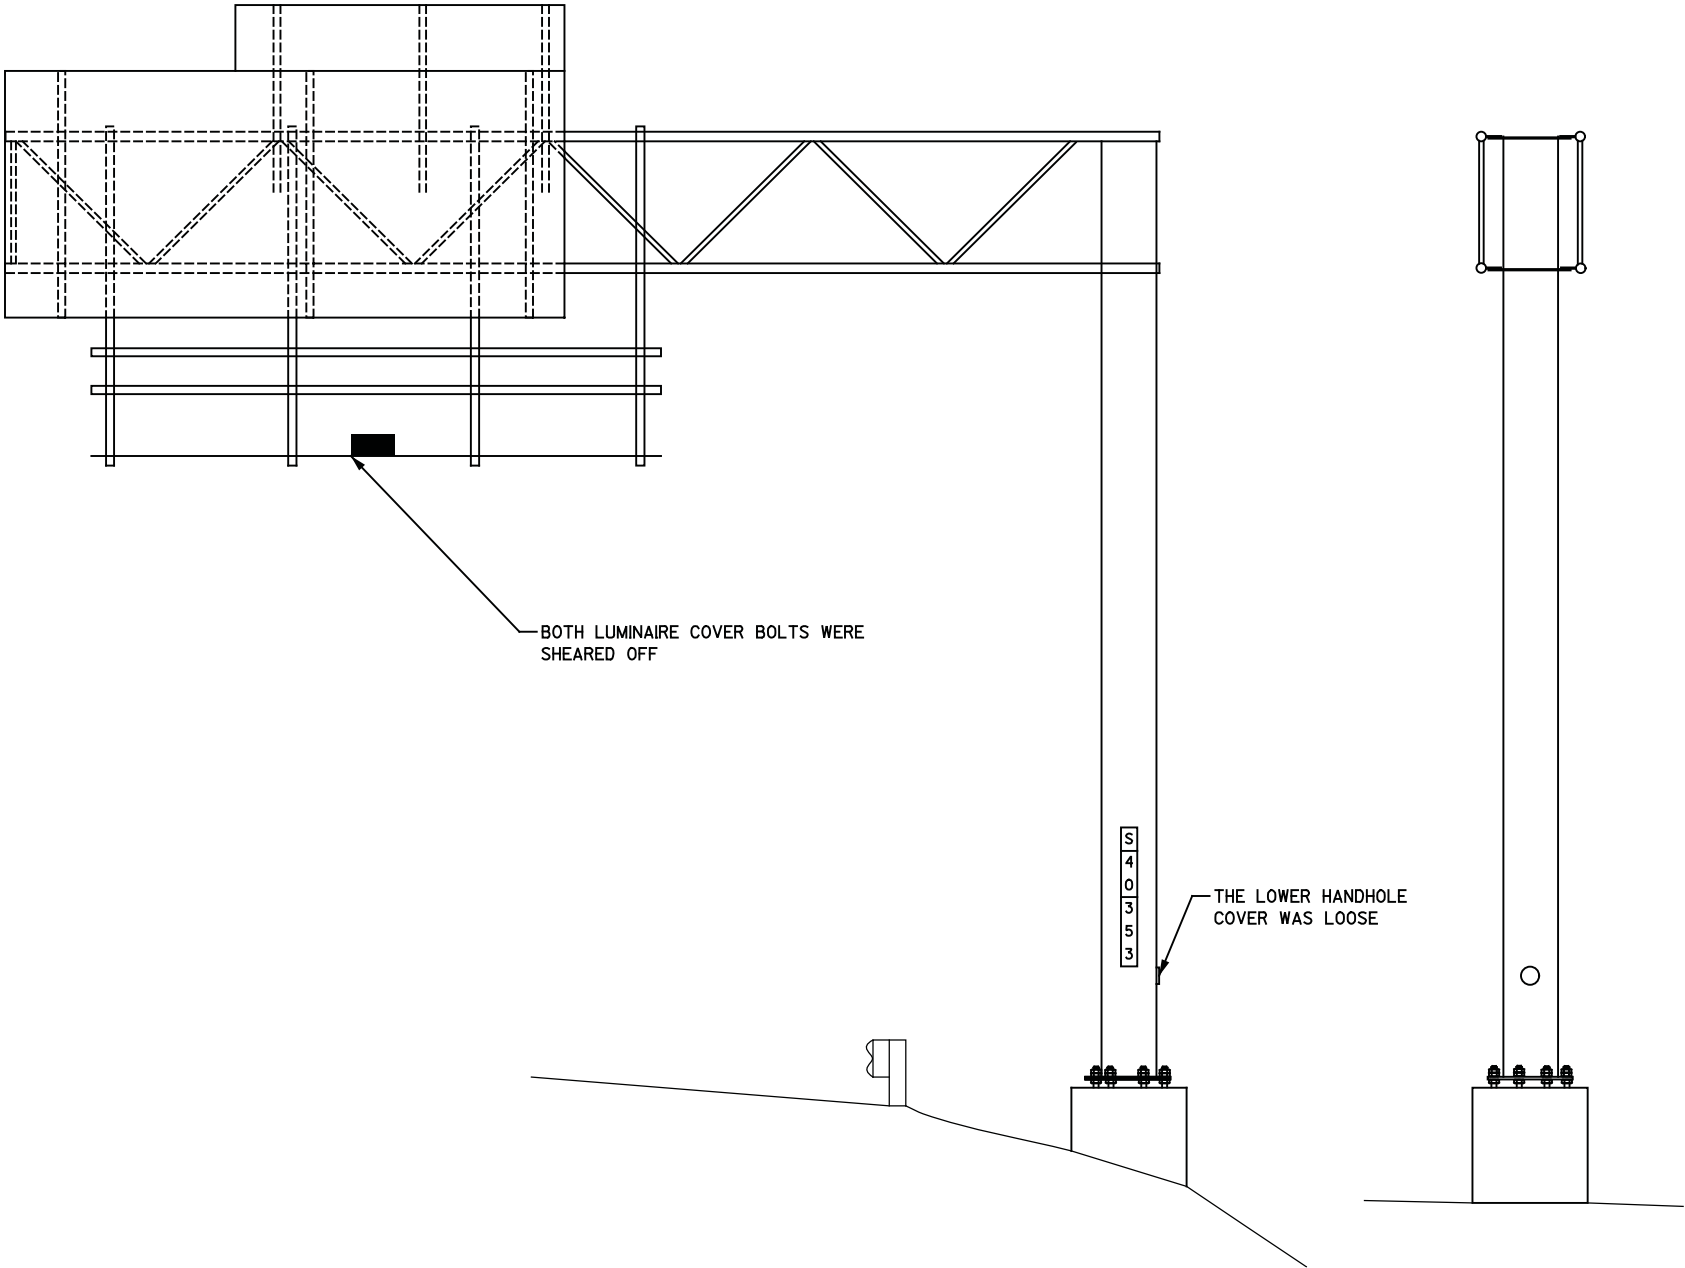 BOTH LUMINAIRE COVER BOLTS WERE
SHEARED OFF
S
4
0
3
5
3
THE LOWER HANDHOLE
COVER WAS LOOSE